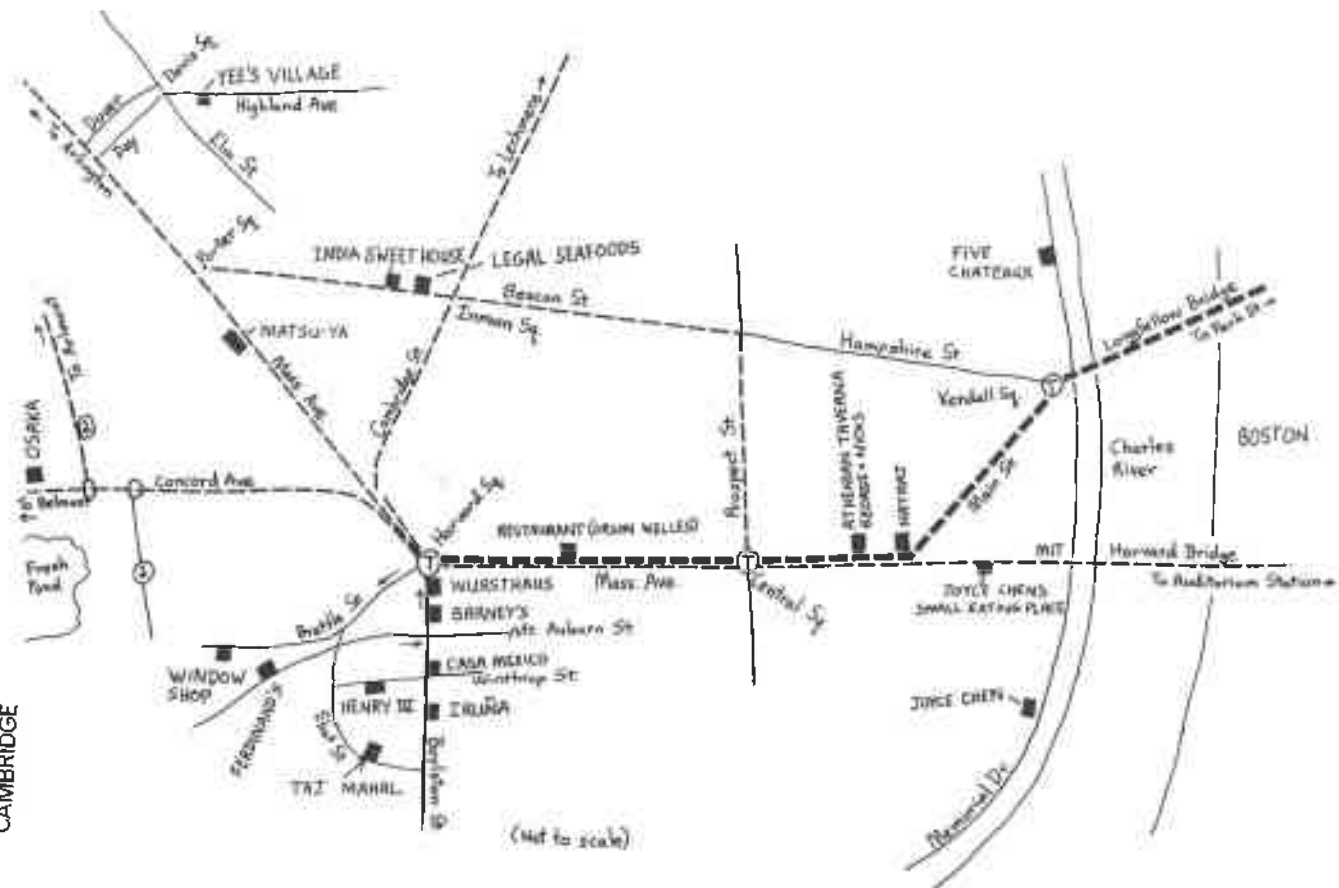 Davis Sq.
YEE'S VILLAGE
Highland Ave
Dover
Day
Elm St
← To Arlington
To Lechmere →
Porter Sq.
INDIA SWEET HOUSE
LEGAL SEAFOODS
Beacon St
Inman Sq.
FIVE
CHATEAUX
Longfellow Bridge
To Park St →
MATSU-YA
Mass. Ave.
Cambridge St
Hampshire St
Kendall Sq.
T
OSAKA
2
Concord Ave
To
Belmont
Fresh
Pond
2
Harvard Sq.
T
RESTAURANT (ORSON WELLES)
Mass. Ave.
Prospect St
T
Central Sq
ATHENIAN TAVERNA
GEORGE + NICKS
NATRAJ
Main St
Charles
River
BOSTON
MIT
Harvard Bridge
To Auditorium Station →
JOYCE CHENS
SMALL EATING PLACE
WURSTHAUS
BARNEY'S
Brattle St
Mt. Auburn St
WINDOW
SHOP
FERDINAND'S
CASA MEXICO
Winthrop St
HENRY IV
IRUÑA
Eliot St
TAJ MAHAL
Boylston St
JOYCE CHEN
Memorial Dr
(Not to scale)
CAMBRIDGE